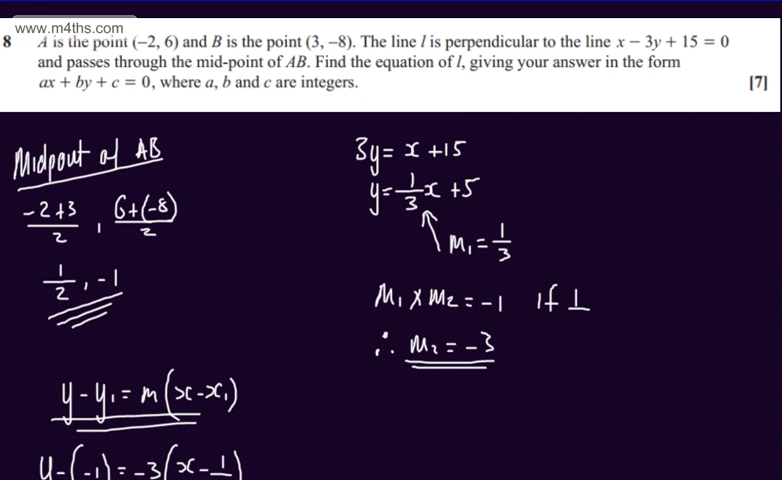 www.m4ths.com
8 A is the point (−2, 6) and B is the point (3, −8). The line l is perpendicular to the line x − 3y + 15 = 0
and passes through the mid-point of AB. Find the equation of l, giving your answer in the form
ax + by + c = 0, where a, b and c are integers. [7]
Midpout of AB
-2+3/2 , 6+(-8)/2
1/2 , -1
3y = x +15
y = 1/3 x +5
M₁ = 1/3
M₁ × M₂ = -1 if ⊥
∴ M₂ = -3
y - y₁ = m(x - x₁)
y - (-1) = -3(x - 1